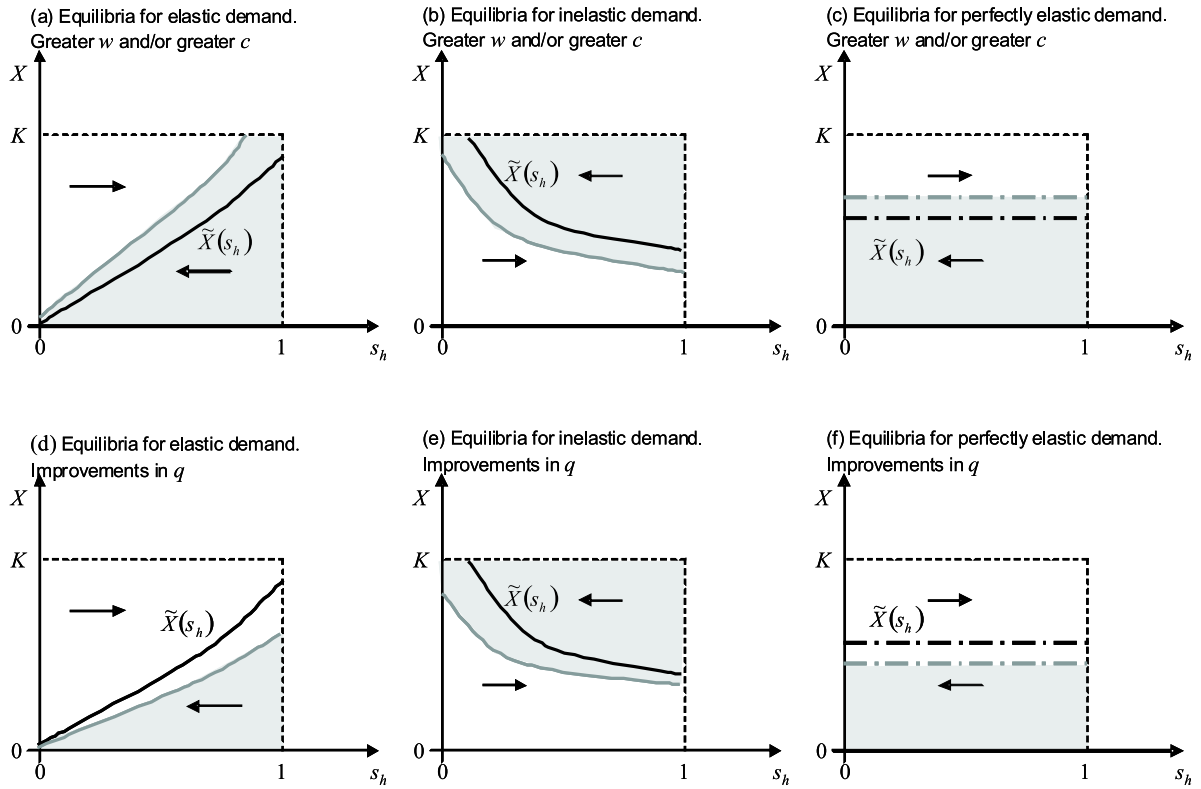 (a) Equilibria for elastic demand.
Greater w and/or greater c
X
K
X̃(sₕ)
0
0
1
sₕ
(b) Equilibria for inelastic demand.
Greater w and/or greater c
X
K
X̃(sₕ)
0
0
1
sₕ
(c) Equilibria for perfectly elastic demand.
Greater w and/or greater c
X
K
X̃(sₕ)
0
0
1
sₕ
(d) Equilibria for elastic demand.
Improvements in q
X
K
X̃(sₕ)
0
0
1
sₕ
(e) Equilibria for inelastic demand.
Improvements in q
X
K
X̃(sₕ)
0
0
1
sₕ
(f) Equilibria for perfectly elastic demand.
Improvements in q
X
K
X̃(sₕ)
0
0
1
sₕ